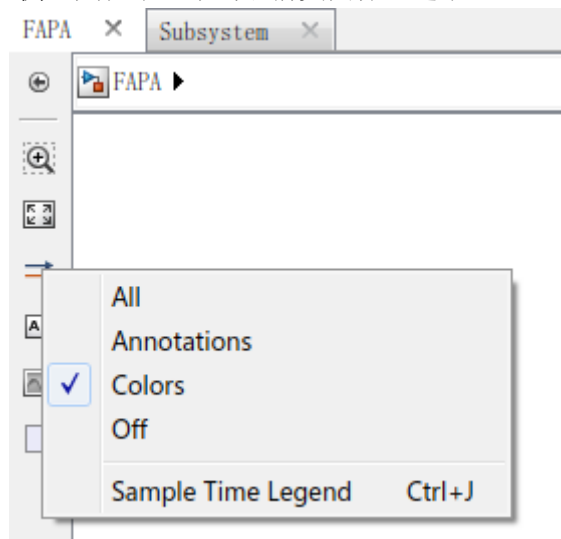 FAPA
Subsystem
FAPA
A
All
Annotations
Colors
Off
Sample Time Legend Ctrl+J